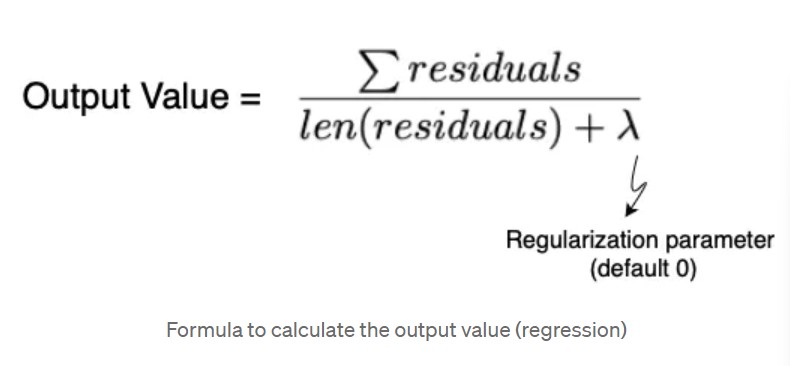 Output Value = ∑ residuals / len(residuals) + λ
Regularization parameter
(default 0)
Formula to calculate the output value (regression)